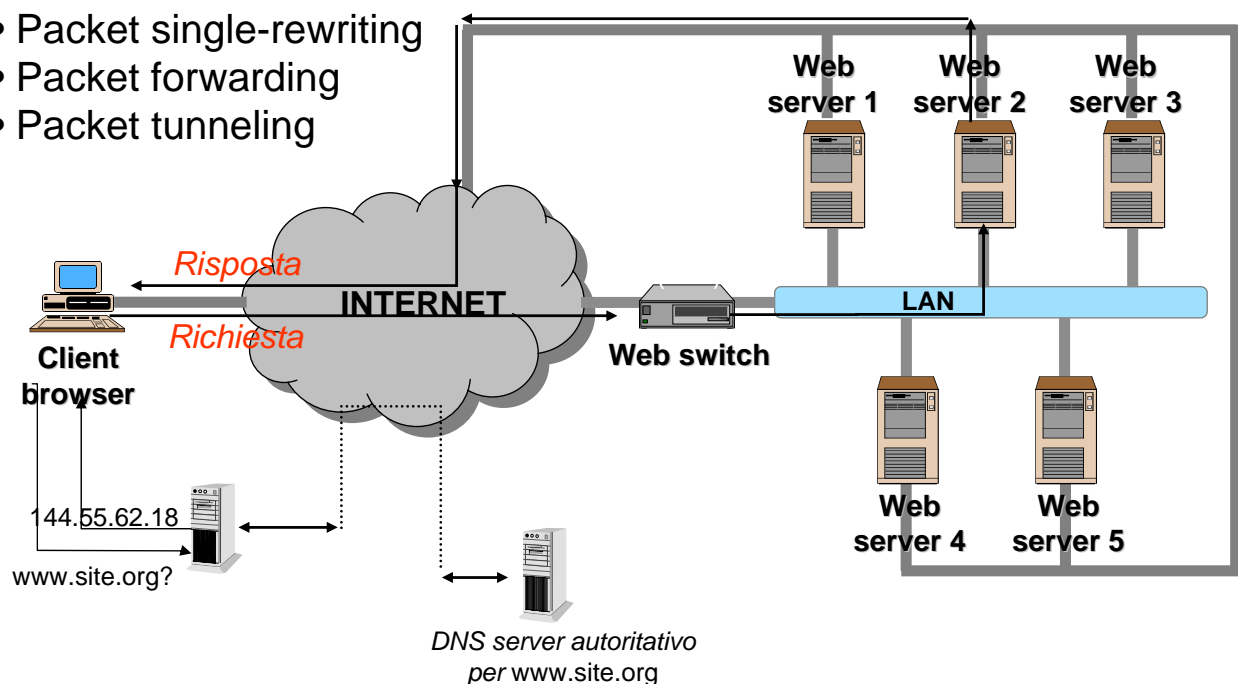 • Packet single-rewriting
• Packet forwarding
• Packet tunneling
Web
server 1
Web
server 2
Web
server 3
Risposta
INTERNET
Richiesta
LAN
Client
browser
Web switch
144.55.62.18
www.site.org?
Web
server 4
Web
server 5
DNS server autoritativo
per www.site.org